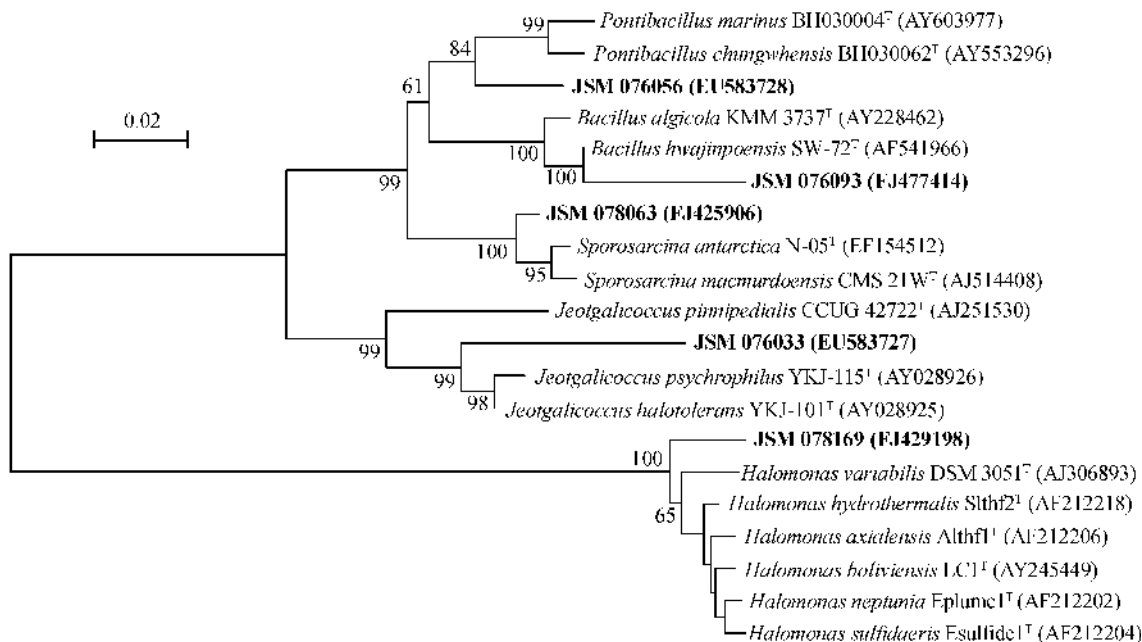 99 Pontibacillus marinus BH030004T (AY603977)
84 Pontibacillus chungwhensis BH030062T (AY553296)
61 JSM 076056 (EU583728)
0.02 Bacillus algicola KMM 3737T (AY228462)
100 Bacillus hwajinpoensis SW-72T (AF541966)
99 100 JSM 076093 (FJ477414)
JSM 078063 (FJ425906)
100 Sporosarcina antarctica N-05T (EF154512)
95 Sporosarcina macmurdoensis CMS 21WT (AJ514408)
Jeotgalicoccus pinnipedialis CCUG 42722T (AJ251530)
99 JSM 076033 (EU583727)
99 Jeotgalicoccus psychrophilus YKJ-115T (AY028926)
98 Jeotgalicoccus halotolerans YKJ-101T (AY028925)
JSM 078169 (FJ429198)
100 Halomonas variabilis DSM 3051T (AJ306893)
65 Halomonas hydrothermalis Slthf2T (AF212218)
Halomonas axialensis Althf1T (AF212206)
Halomonas boliviensis LC1T (AY245449)
Halomonas neptunia Eplume1T (AF212202)
Halomonas sulfidaeris Esulfide1T (AF212204)